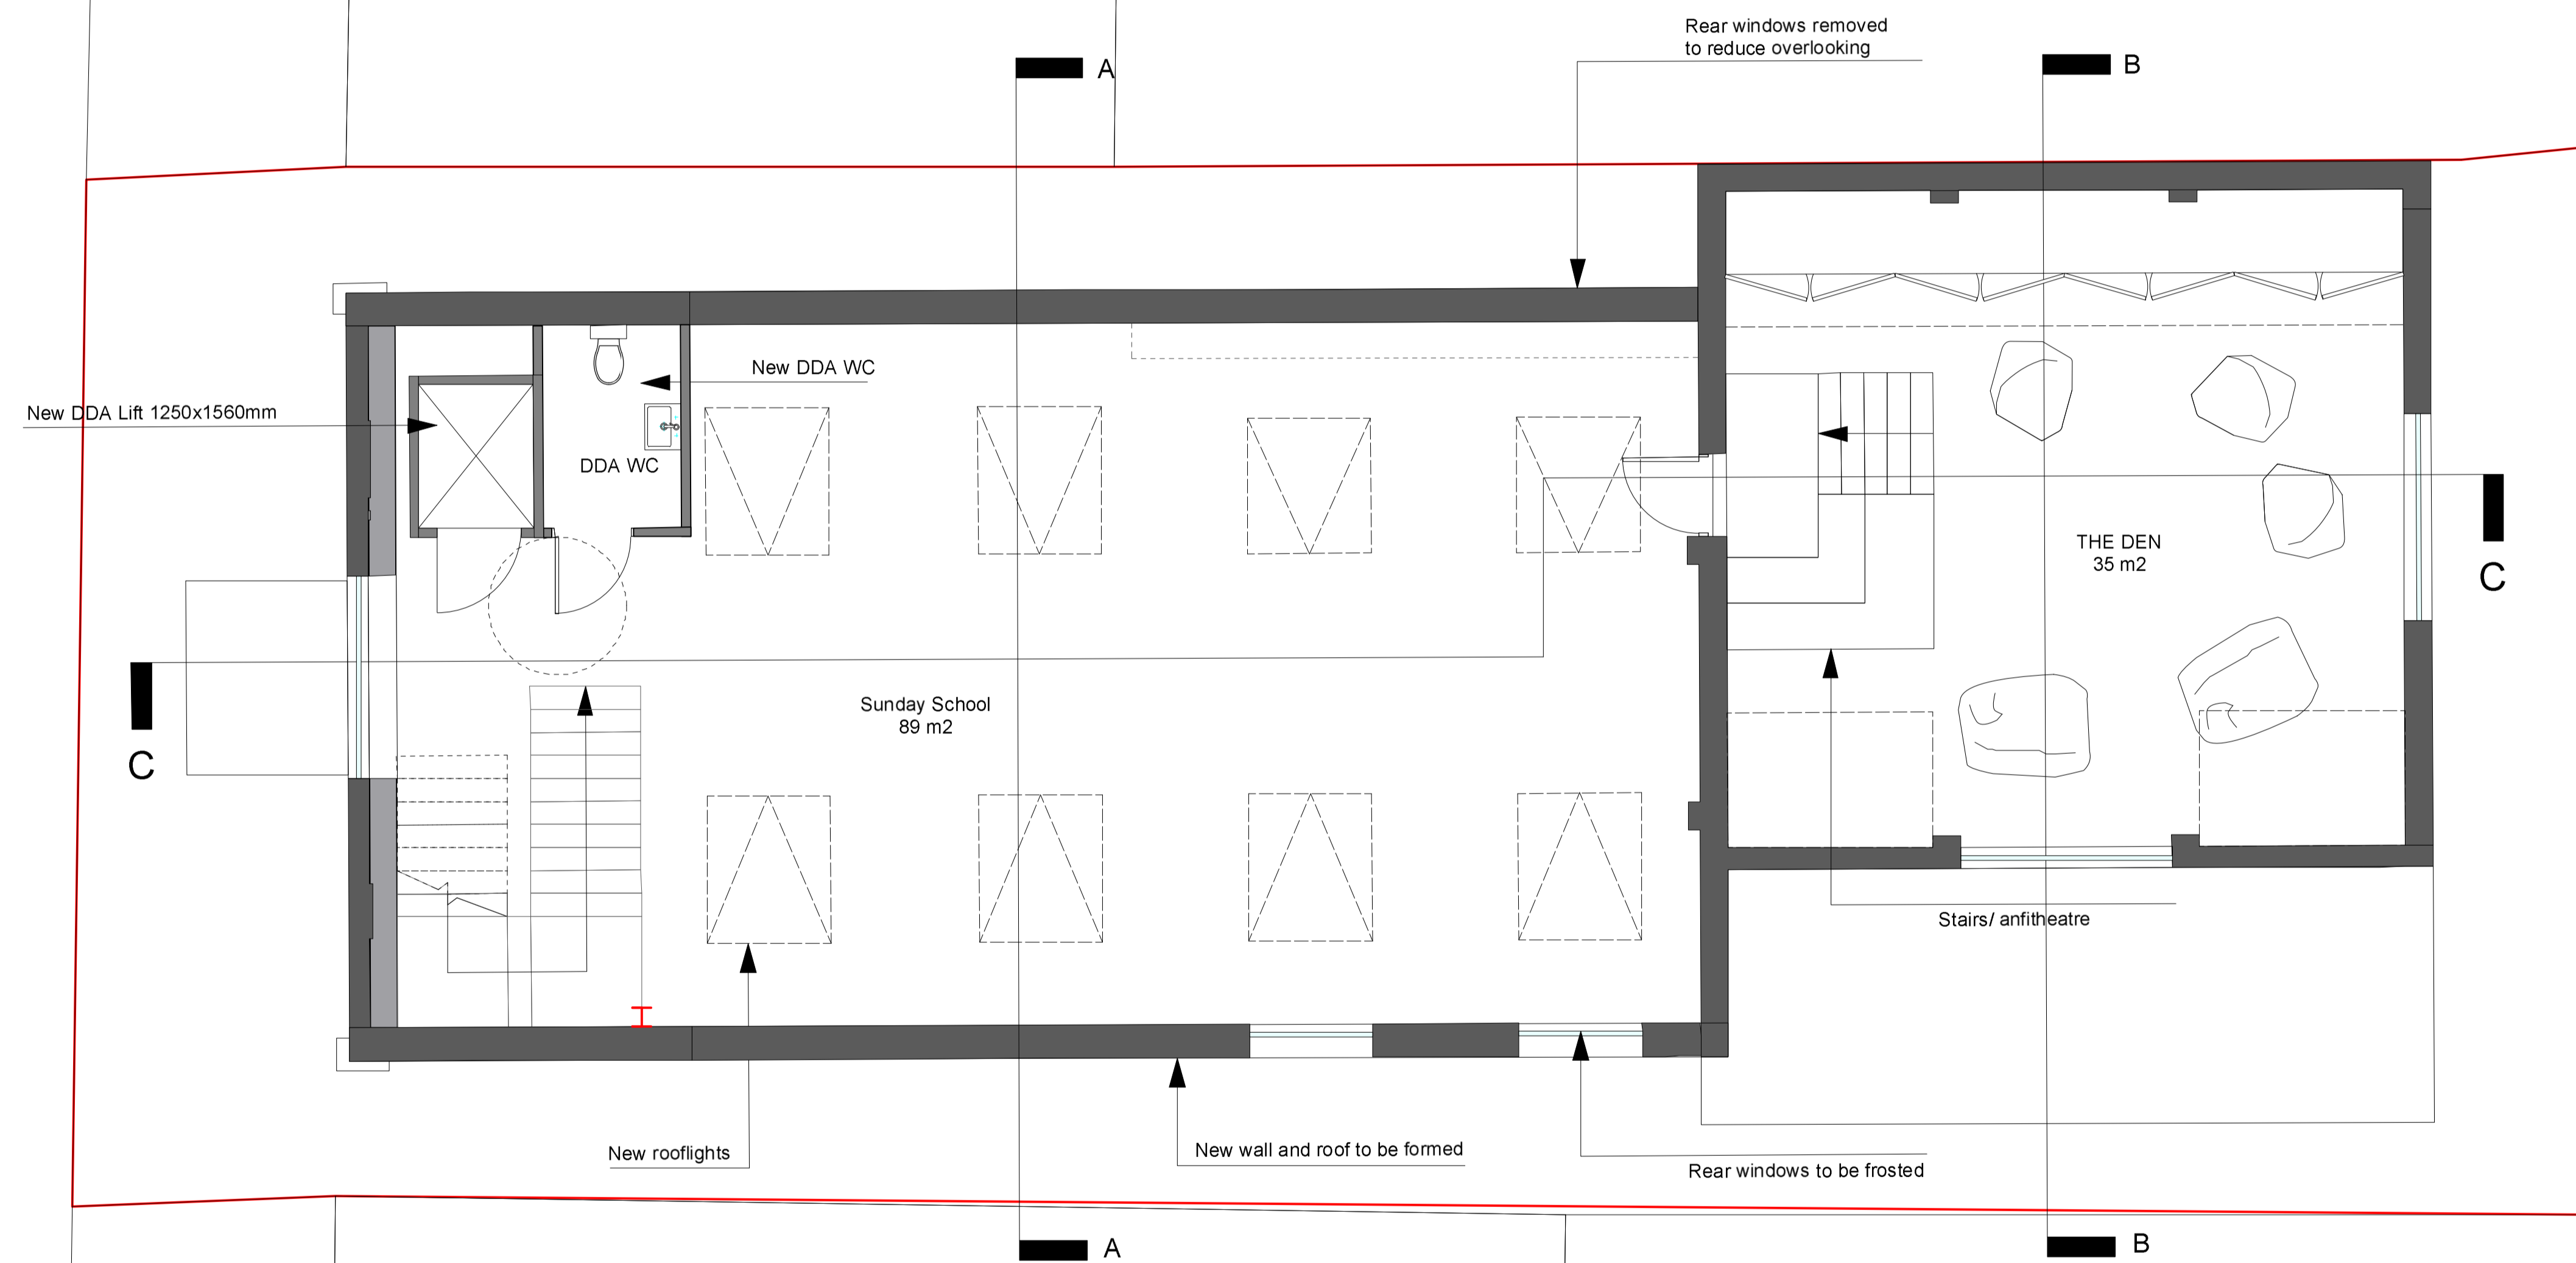 Rear windows removed
to reduce overlooking
A
B
New DDA WC
New DDA Lift 1250x1560mm
DDA WC
THE DEN
35 m2
C
Sunday School
89 m2
C
Stairs/ anfitheatre
New rooflights
New wall and roof to be formed
Rear windows to be frosted
A
B